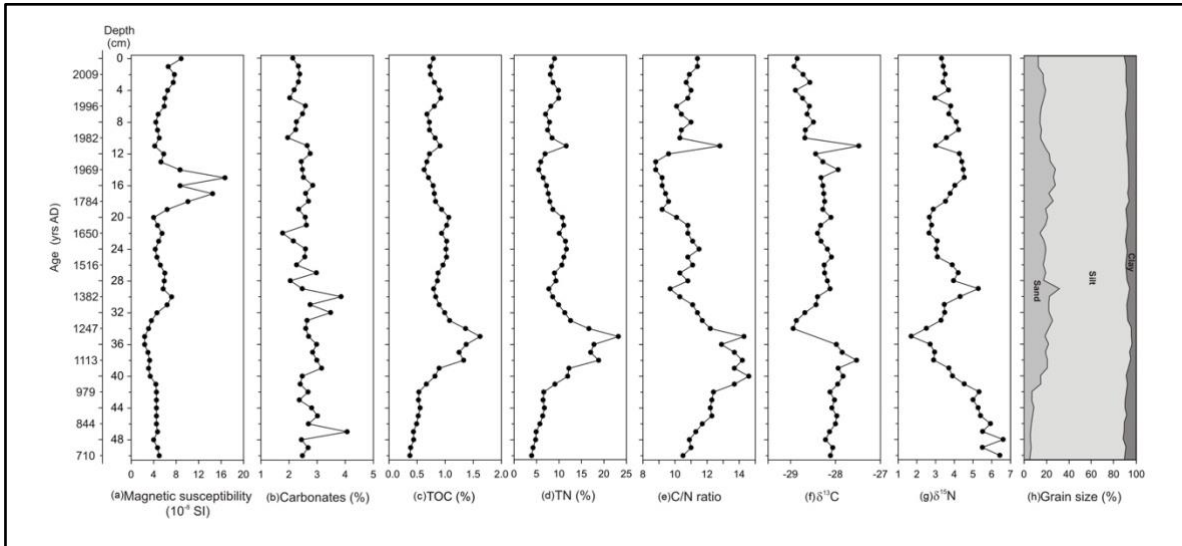 Depth
(cm)
0
2009
4
1996
8
1982
12
1969
16
1784
20
1650
24
1516
28
1382
32
1247
36
1113
40
979
44
844
48
710
Age (yrs AD)
Sand
Silt
Clay
0 4 8 12 16 20
1 2 3 4 5
0.0 0.5 1.0 1.5 2.0
0 5 10 15 20 25
8 10 12 14 16
-29 -28 -27
1 2 3 4 5 6 7
0 20 40 60 80 100
(a)Magnetic susceptibility
(10⁻⁸ SI)
(b)Carbonates (%)
(c)TOC (%)
(d)TN (%)
(e)C/N ratio
(f)δ¹³C
(g)δ¹⁵N
(h)Grain size (%)